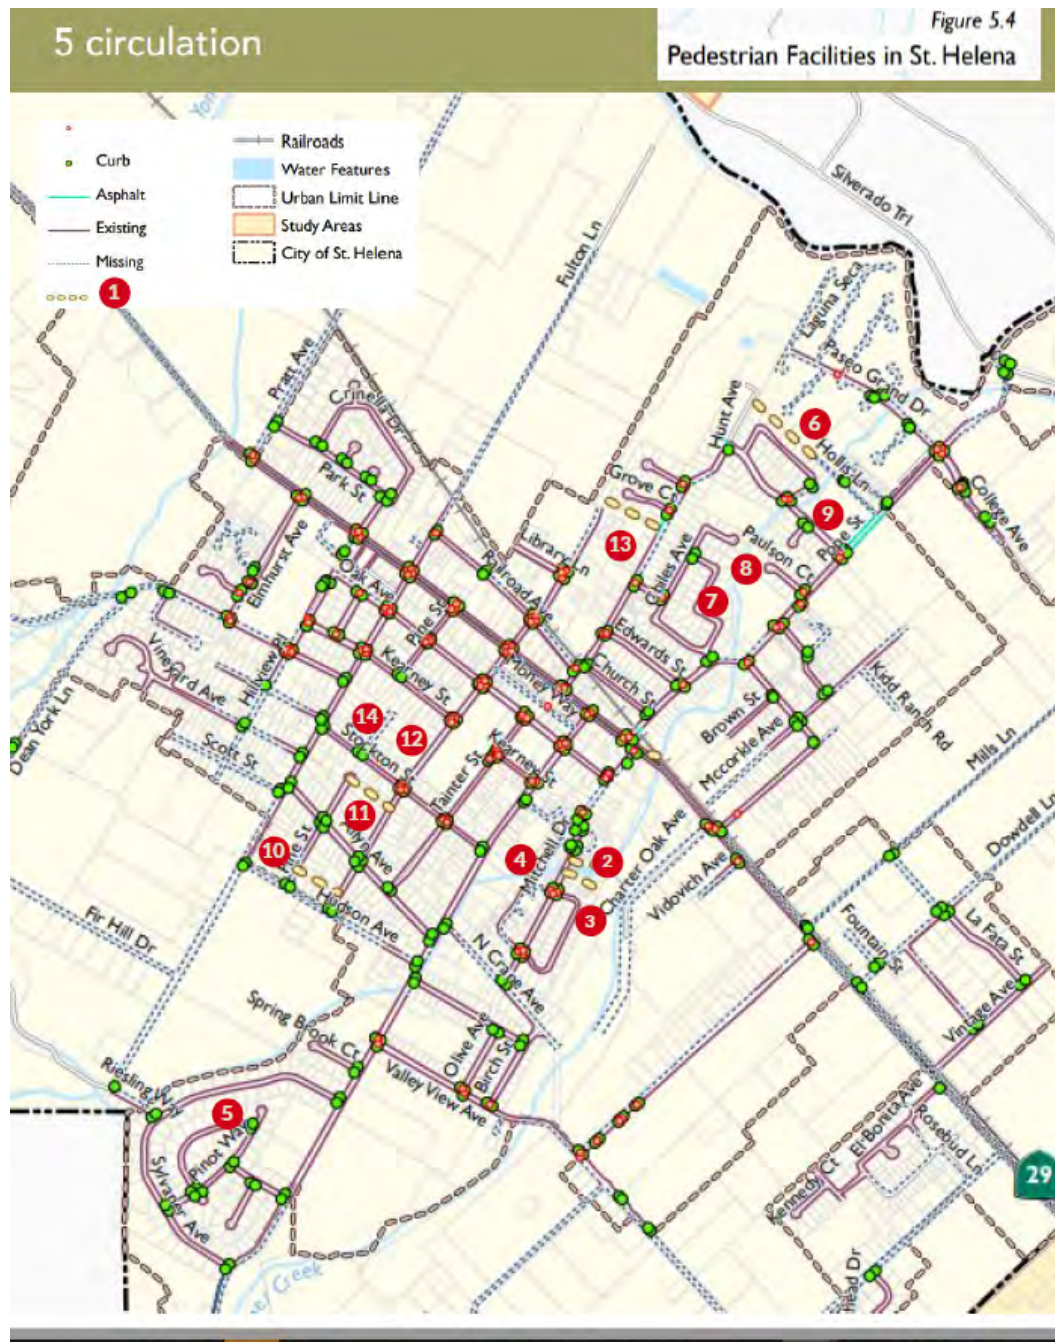 5 circulation
Figure 5.4
Pedestrian Facilities in St. Helena
Curb
Asphalt
Existing
Missing
1
Railroads
Water Features
Urban Limit Line
Study Areas
City of St. Helena
Silverado Trl
Fulton Ln
Laguna Seca
Paseo Grand Dr
Pratt Ave
Crinella Dr
Hunt Ave
6
Hollis Ln
Park St
Grove Ct
College Ave
9
Pope St
13
Library Ln
Paulson Ct
8
Elmhurst Ave
Railroad Ave
Oak Ave
Julles Ave
7
Pine St
Edwards St
Church St
Money Way
Kearney St
Hillview Pl
Vineyard Ave
Kidd Ranch Rd
Dean York Ln
14
12
Brown St
Stockton St
Scott St
Kearney St
Mccorkle Ave
Mills Ln
Tainter St
11
Dowdell Ln
10
4
Mitchell Dr
2
Charter Oak Ave
Vidovich Ave
3
Hudson Ave
Fir Hill Dr
Fountain St
La Fata St
N Crane Ave
Vintage Ave
Spring Brook Ct
Olive Ave
Birch St
Valley View Ave
Riesling Way
5
Pinot Way
El Bonita Ave
Rosebud Ln
29
Kennedy Ct
Sylvaner Ave
Creek
head Dr